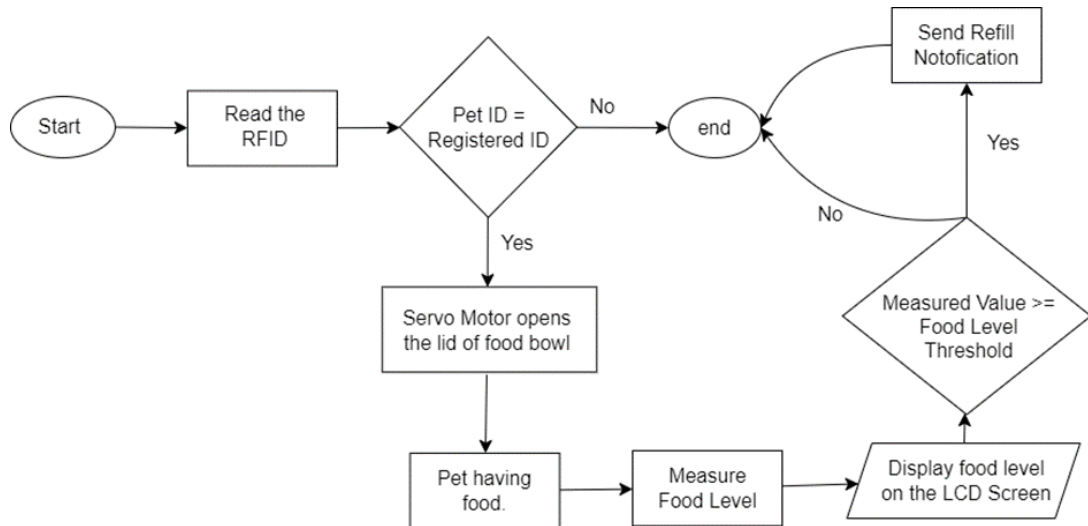 Start
Read the
RFID
Pet ID =
Registered ID
No
end
Send Refill
Notofication
Yes
No
Yes
Servo Motor opens
the lid of food bowl
Measured Value >=
Food Level
Threshold
Pet having
food.
Measure
Food Level
Display food level
on the LCD Screen